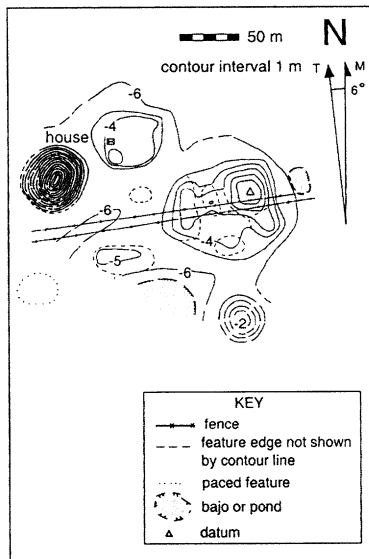 50 m
N
contour interval 1 m
T
M
6°
-6
-4
house
-6
-4
-5
-6
-2
KEY
fence
feature edge not shown
by contour line
paced feature
bajo or pond
datum